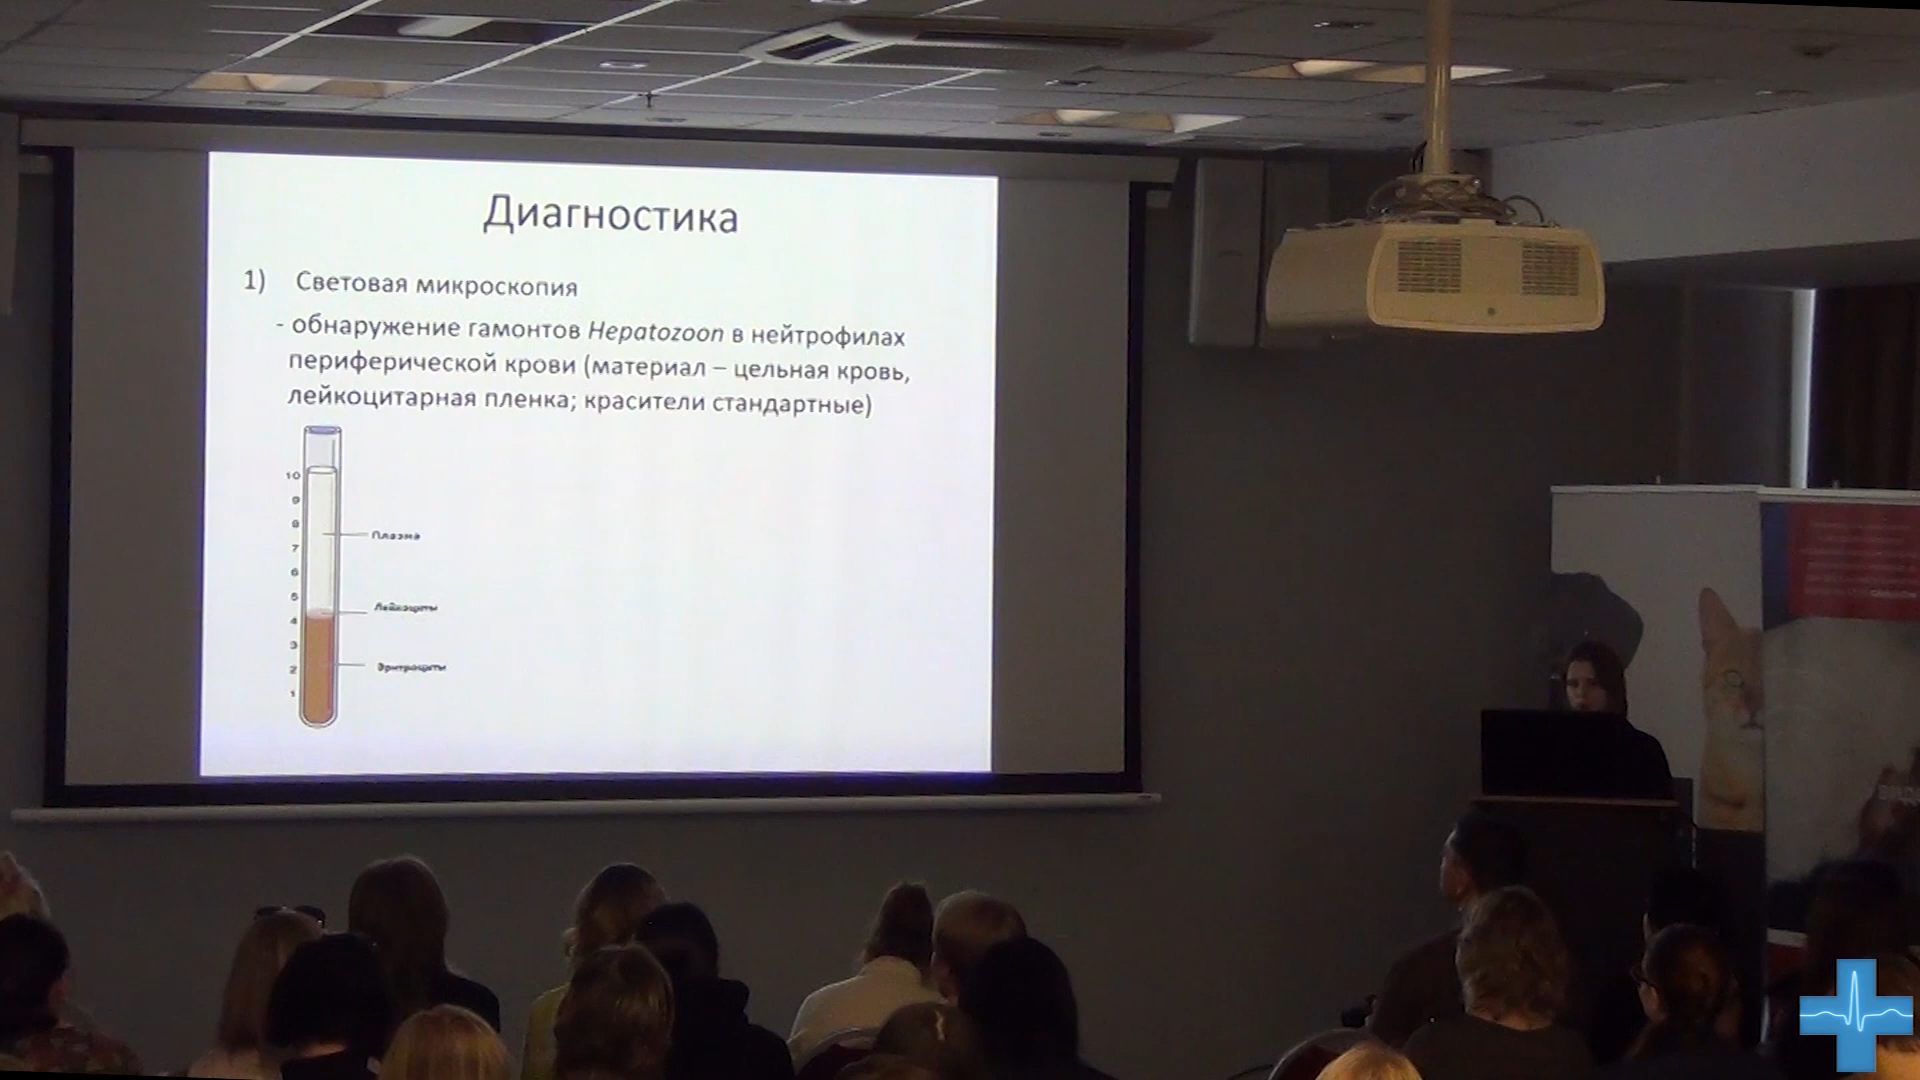 Диагностика
1) Световая микроскопия
- обнаружение гамонтов Hepatozoon в нейтрофилах
периферической крови (материал – цельная кровь,
лейкоцитарная пленка; красители стандартные)
10
9
8
7
6
5
4
3
2
1
Плазма
Лейкоциты
Эритроциты